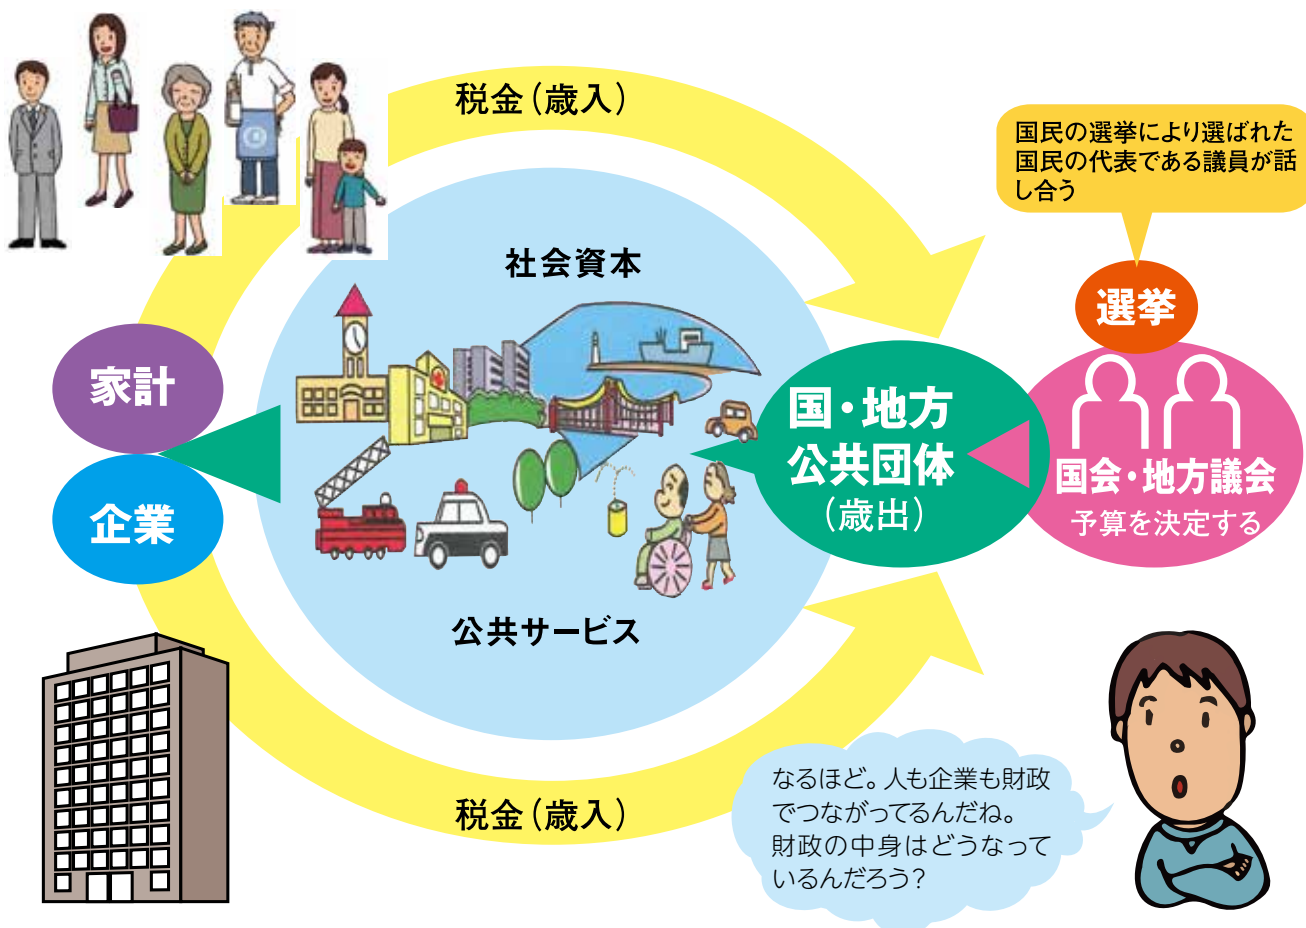 税金（歳入）
国民の選挙により選ばれた
国民の代表である議員が話
し合う
社会資本
選挙
家計
企業
国・地方
公共団体
（歳出）
国会・地方議会
予算を決定する
公共サービス
税金（歳入）
なるほど。人も企業も財政
でつながってるんだね。
財政の中身はどうなって
いるんだろう？